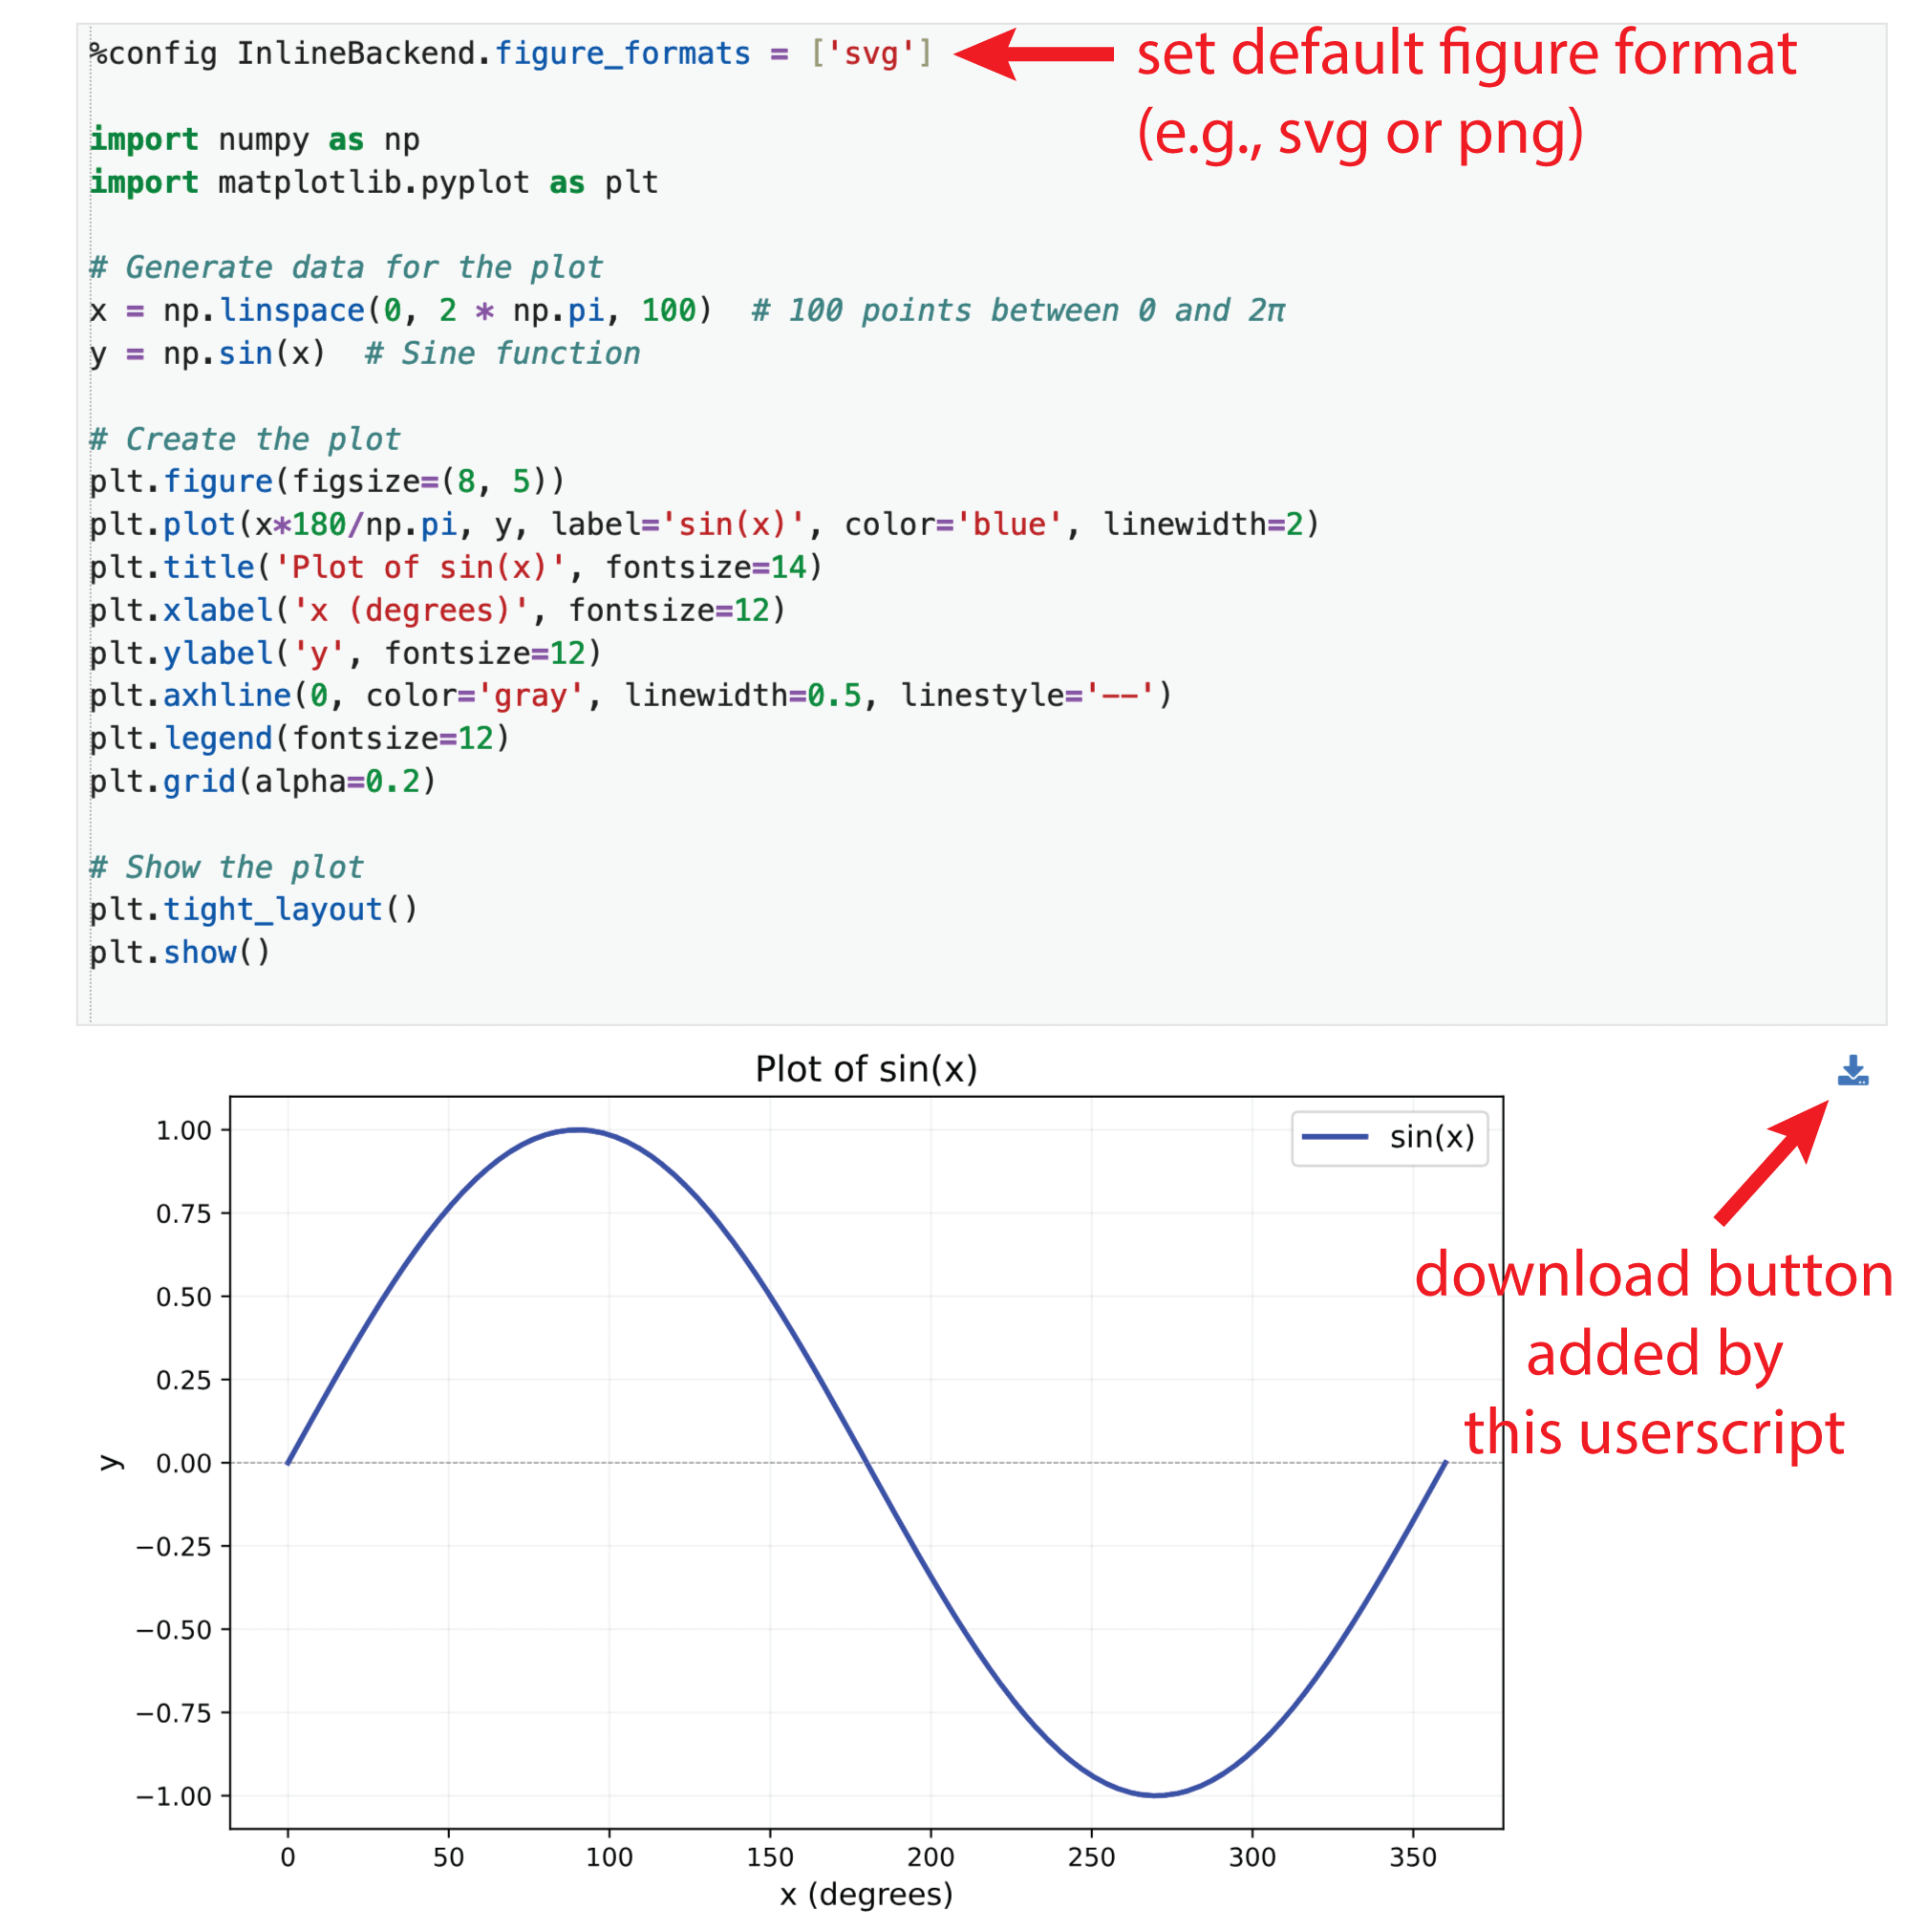 %config InlineBackend.figure_formats = ['svg']
set default figure format
(e.g., svg or png)
import numpy as np
import matplotlib.pyplot as plt
# Generate data for the plot
x = np.linspace(0, 2 * np.pi, 100)  # 100 points between 0 and 2π
y = np.sin(x)  # Sine function
# Create the plot
plt.figure(figsize=(8, 5))
plt.plot(x*180/np.pi, y, label='sin(x)', color='blue', linewidth=2)
plt.title('Plot of sin(x)', fontsize=14)
plt.xlabel('x (degrees)', fontsize=12)
plt.ylabel('y', fontsize=12)
plt.axhline(0, color='gray', linewidth=0.5, linestyle='--')
plt.legend(fontsize=12)
plt.grid(alpha=0.2)
# Show the plot
plt.tight_layout()
plt.show()
Plot of sin(x)
sin(x)
download button
added by
this userscript
1.00
0.75
0.50
0.25
0.00
−0.25
−0.50
−0.75
−1.00
y
0 50 100 150 200 250 300 350
x (degrees)